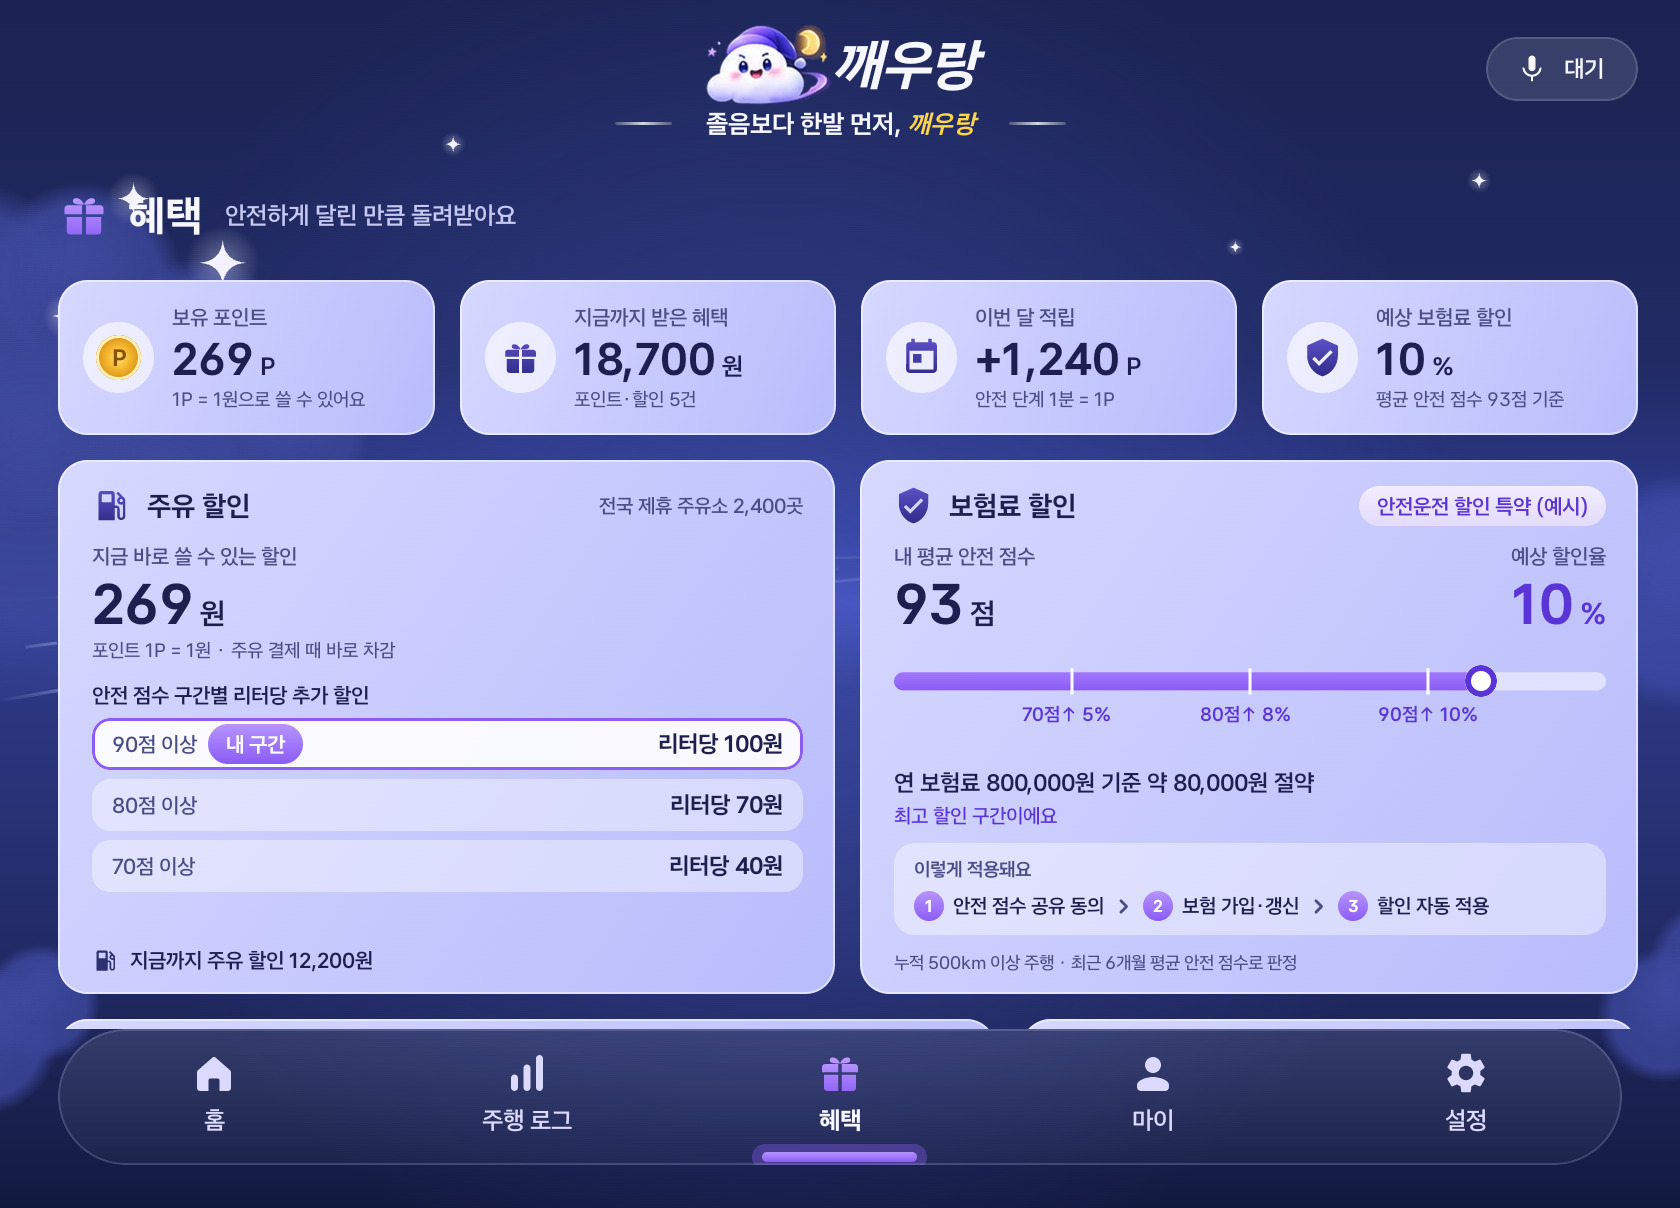 깨우랑
대기
졸음보다 한발 먼저, 깨우랑
혜택 안전하게 달린 만큼 돌려받아요
보유 포인트
P
269 P
1P = 1원으로 쓸 수 있어요
지금까지 받은 혜택
18,700 원
포인트·할인 5건
이번 달 적립
+1,240 P
안전 단계 1분 = 1P
예상 보험료 할인
10 %
평균 안전 점수 93점 기준
주유 할인
전국 제휴 주유소 2,400곳
지금 바로 쓸 수 있는 할인
269 원
포인트 1P = 1원 · 주유 결제 때 바로 차감
안전 점수 구간별 리터당 추가 할인
90점 이상 내 구간 리터당 100원
80점 이상 리터당 70원
70점 이상 리터당 40원
지금까지 주유 할인 12,200원
보험료 할인
안전운전 할인 특약 (예시)
내 평균 안전 점수 예상 할인율
93 점 10 %
70점↑ 5% 80점↑ 8% 90점↑ 10%
연 보험료 800,000원 기준 약 80,000원 절약
최고 할인 구간이에요
이렇게 적용돼요
1 안전 점수 공유 동의 > 2 보험 가입·갱신 > 3 할인 자동 적용
누적 500km 이상 주행 · 최근 6개월 평균 안전 점수로 판정
홈 주행 로그 혜택 마이 설정